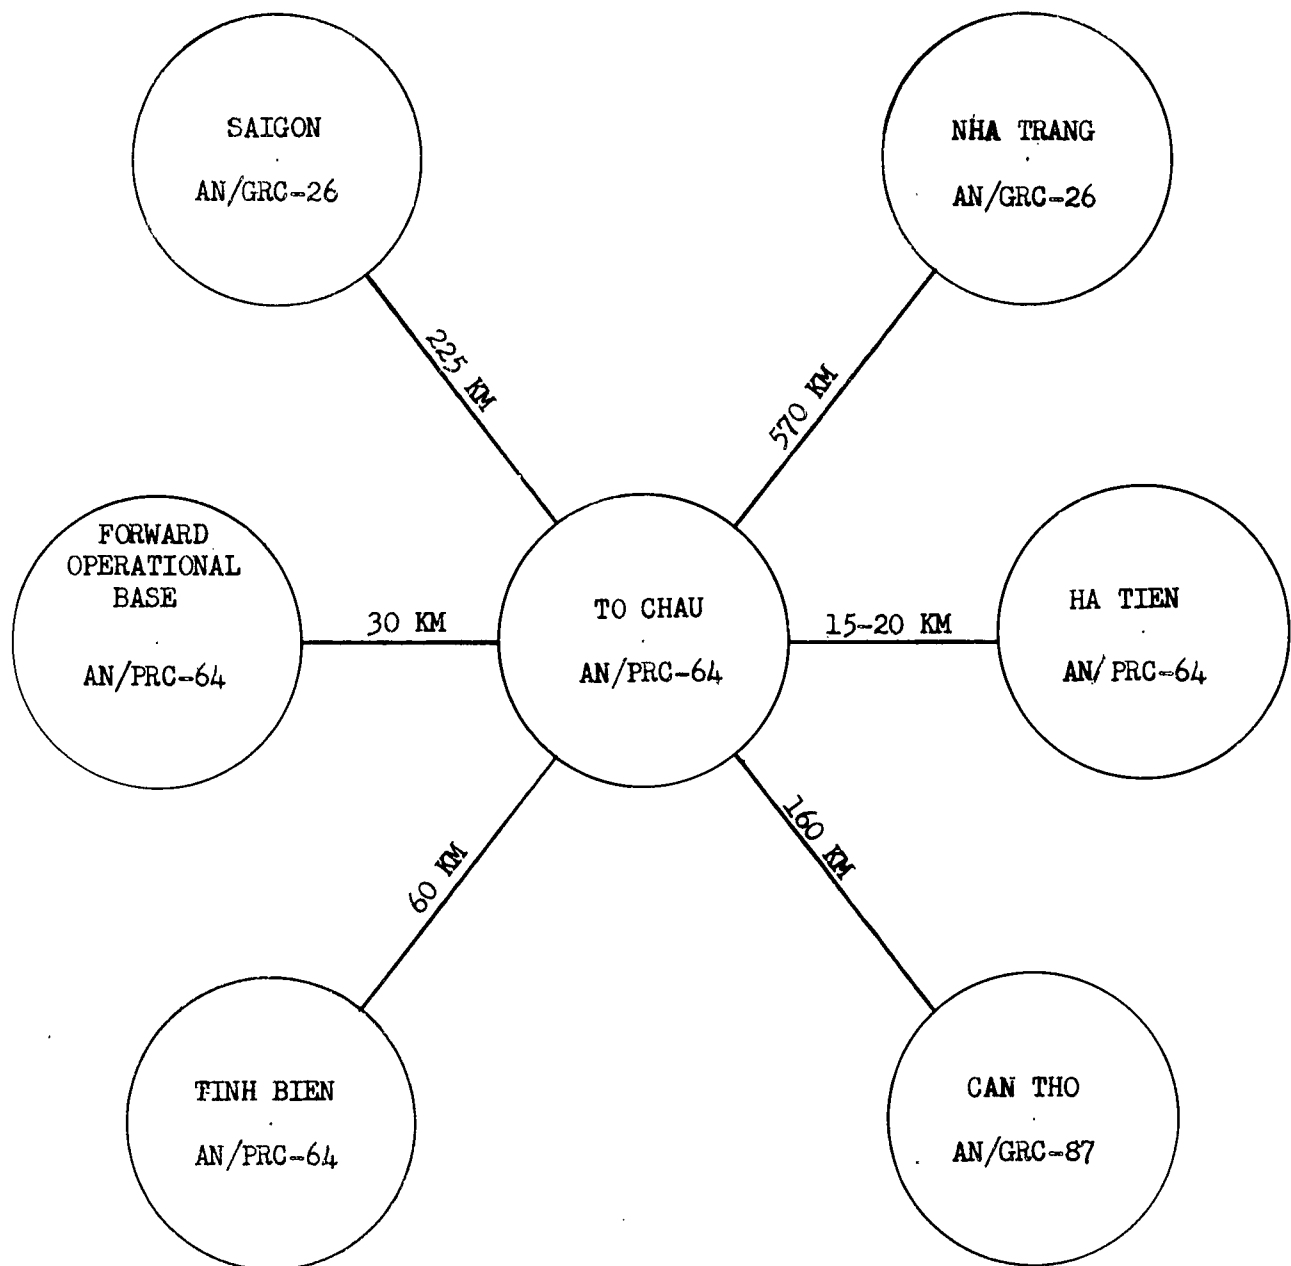 SAIGON
AN/GRC-26
NHA TRANG
AN/GRC-26
225 KM
570 KM
FORWARD
OPERATIONAL
BASE
AN/PRC-64
30 KM
TO CHAU
AN/PRC-64
15-20 KM
HA TIEN
AN/PRC-64
60 KM
160 KM
TINH BIEN
AN/PRC-64
CAN THO
AN/GRC-87